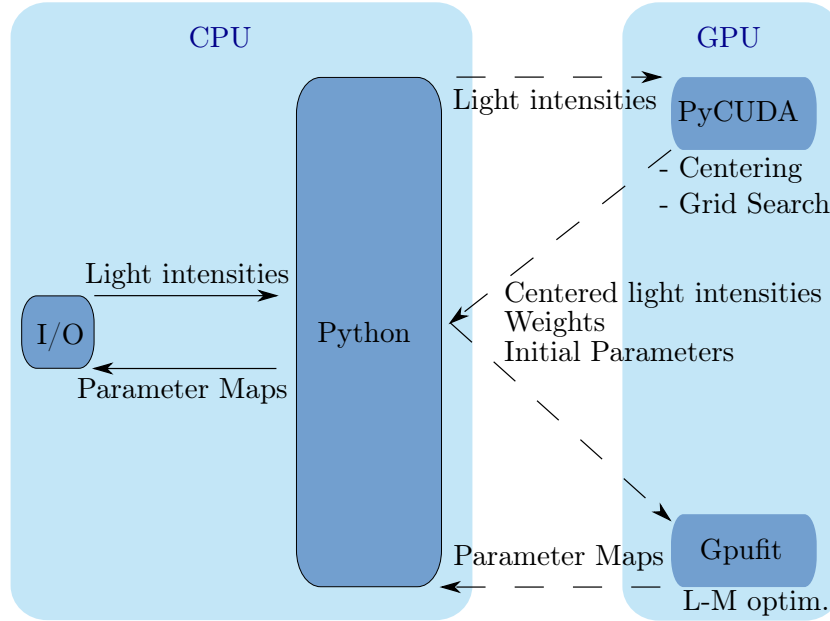 CPU
GPU
Light intensities
PyCUDA
- Centering
- Grid Search
Light intensities
I/O
Python
Centered light intensities
Weights
Initial Parameters
Parameter Maps
Parameter Maps
Gpufit
L-M optim.